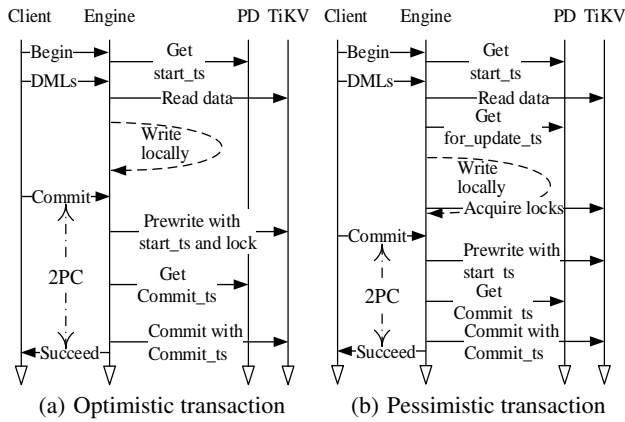 Client Engine PD TiKV
Begin
Get
start_ts
DMLs
Read data
Write
locally
Commit
Prewrite with
start_ts and lock
2PC
Get
Commit_ts
Commit with
Commit_ts
Succeed
(a) Optimistic transaction
Client Engine PD TiKV
Begin
Get
start_ts
DMLs
Read data
Get
for_update_ts
Write
locally
Acquire locks
Commit
Prewrite with
start_ts
2PC
Get
Commit_ts
Commit with
Commit_ts
Succeed
(b) Pessimistic transaction